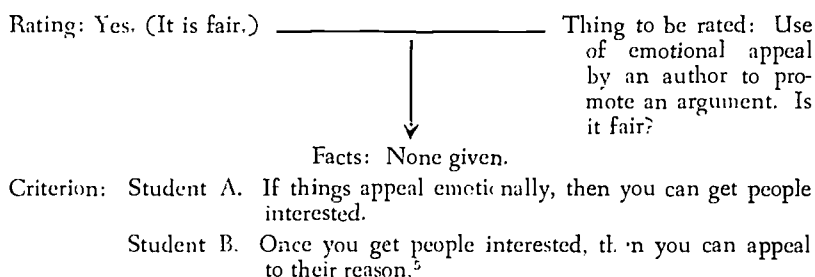 Rating: Yes. (It is fair.) Thing to be rated: Use
of emotional appeal
by an author to pro-
mote an argument. Is
it fair?
Facts: None given.
Criterion: Student A. If things appeal emotionally, then you can get people
interested.
Student B. Once you get people interested, then you can appeal
to their reason.5